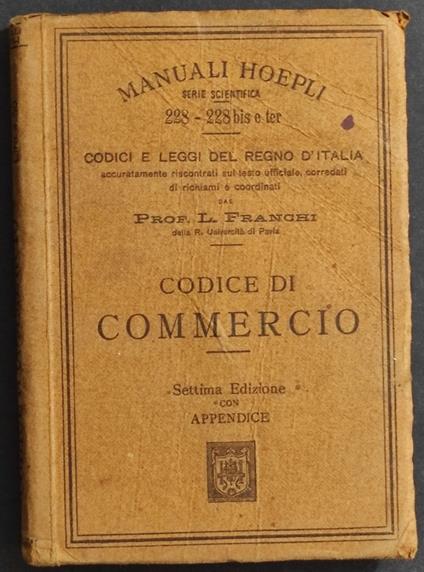 MANUALI HOEPLI
SERIE SCIENTIFICA
228 - 228 bis e ter
CODICI E LEGGI DEL REGNO D'ITALIA
accuratamente riscontrati sul testo ufficiale, corredati
di richiami e coordinati
DAL
PROF. L. FRANCHI
della R. Università di Pavia
CODICE DI
COMMERCIO
Settima Edizione
CON
APPENDICE